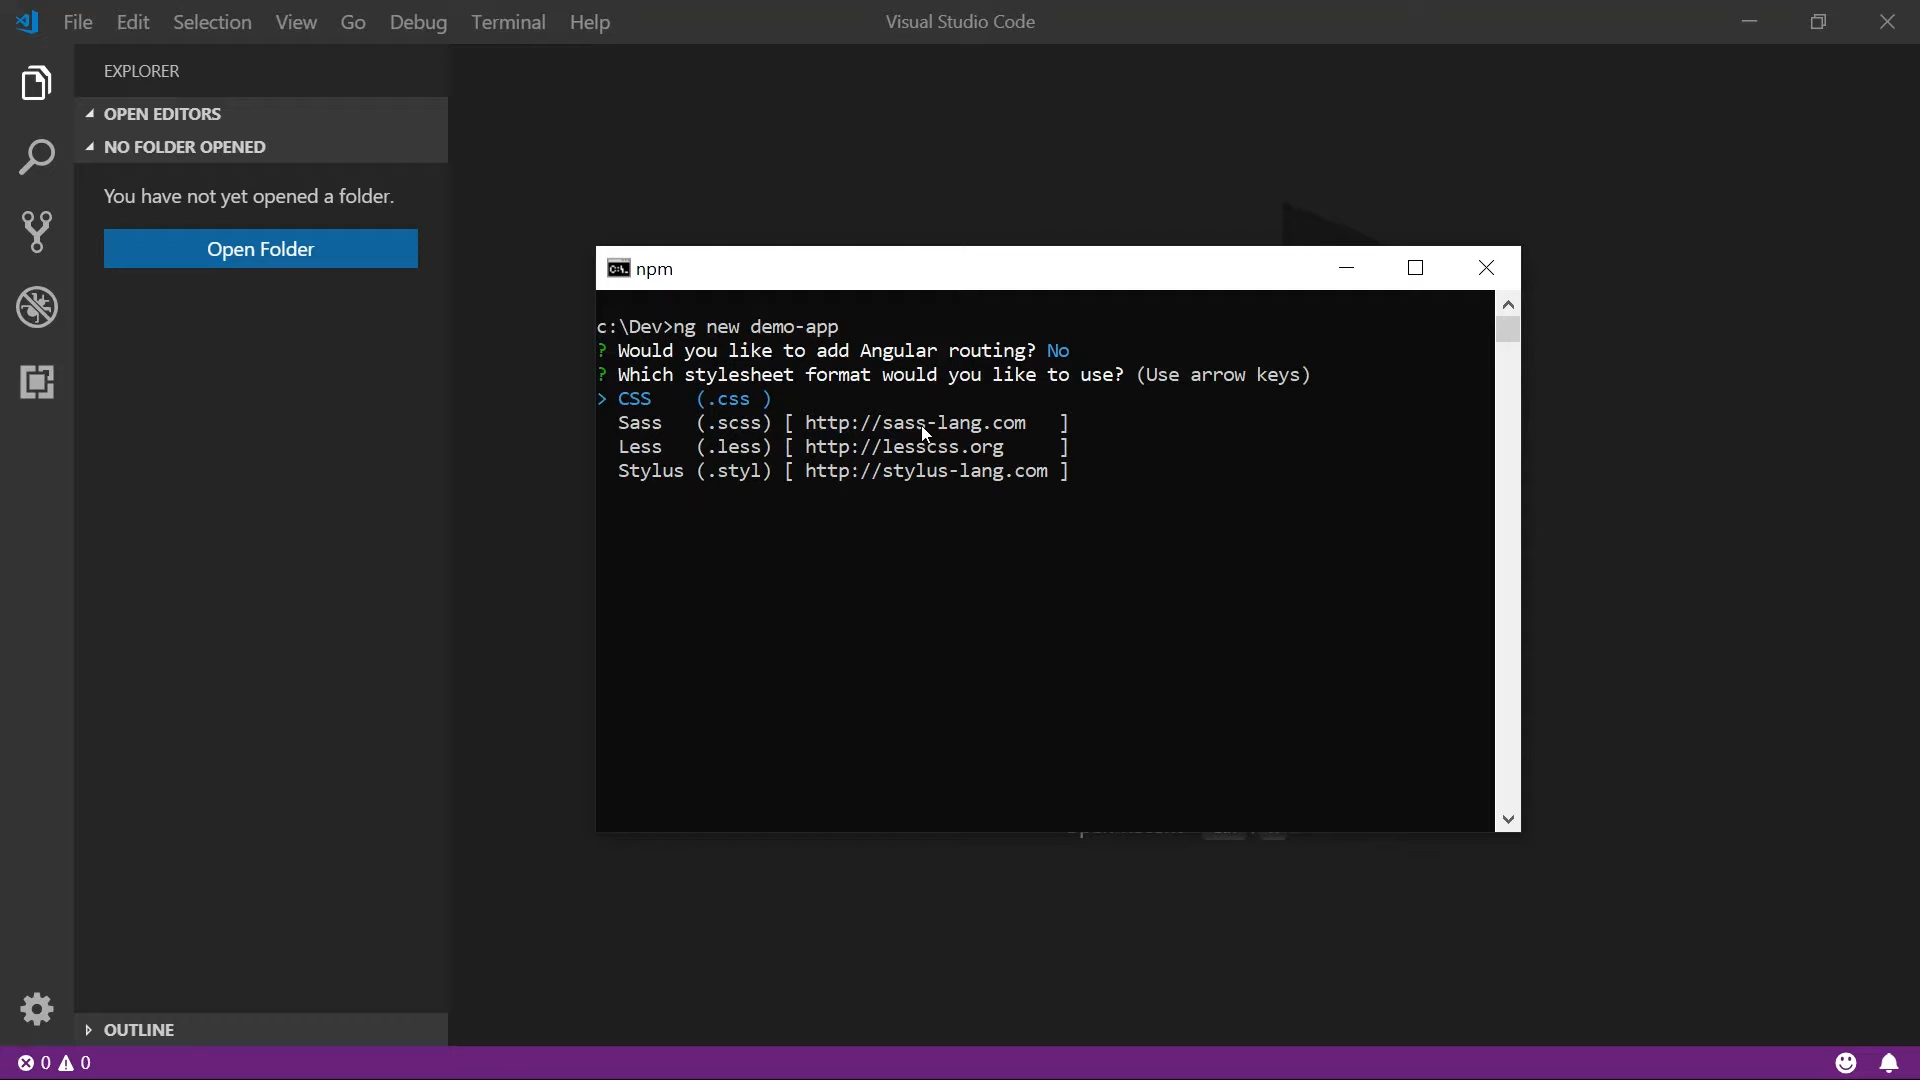 File Edit Selection View Go Debug Terminal Help
Visual Studio Code
EXPLORER
OPEN EDITORS
NO FOLDER OPENED
You have not yet opened a folder.
Open Folder
npm
c:\Dev>ng new demo-app
? Would you like to add Angular routing? No
? Which stylesheet format would you like to use? (Use arrow keys)
> CSS    (.css )
Sass   (.scss) [ http://sass-lang.com   ]
Less   (.less) [ http://lesscss.org     ]
Stylus (.styl) [ http://stylus-lang.com ]
OUTLINE
0 0